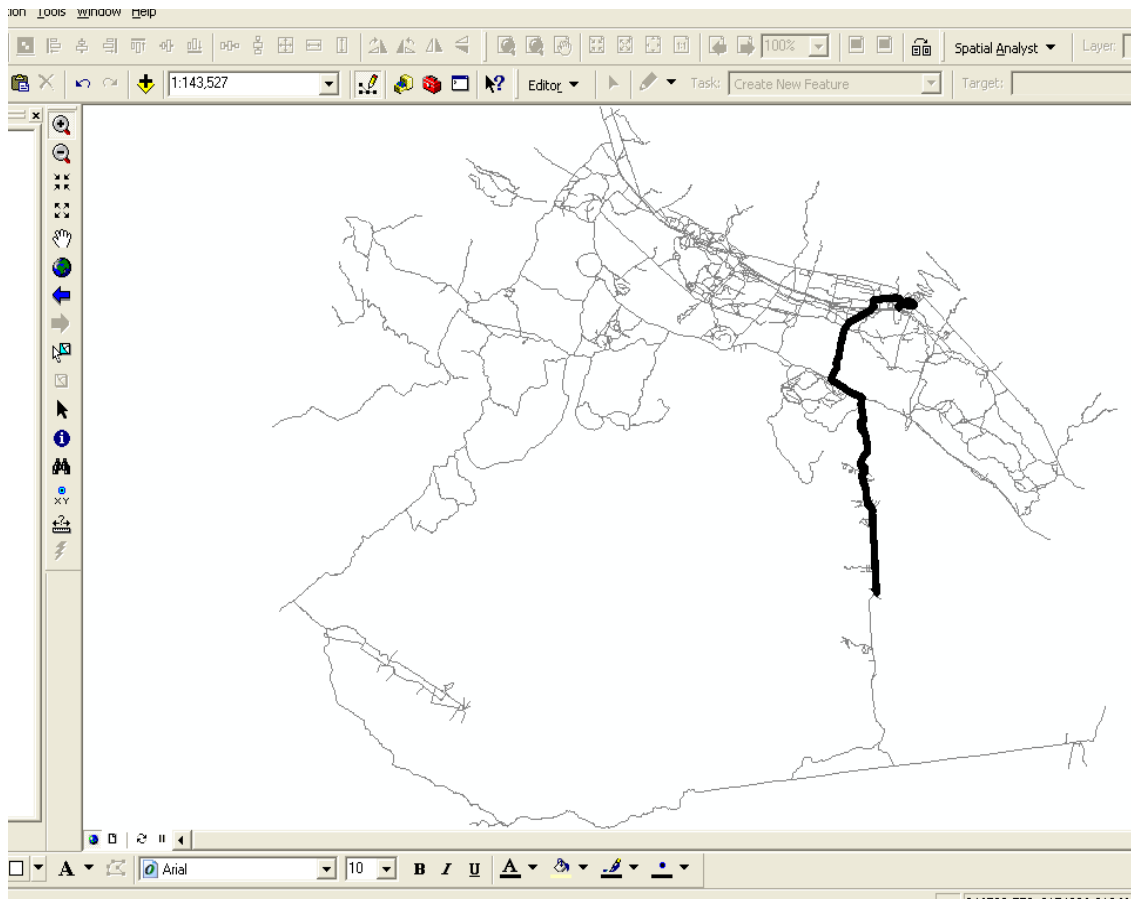 Tools Window Help
100% Spatial Analyst Layer:
1:143,527 Editor Task: Create New Feature Target:
XY
A Arial 10 B I U A